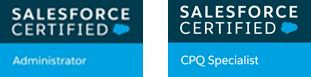 SALESFORCE
CERTIFIED
Administrator
SALESFORCE
CERTIFIED
CPQ Specialist